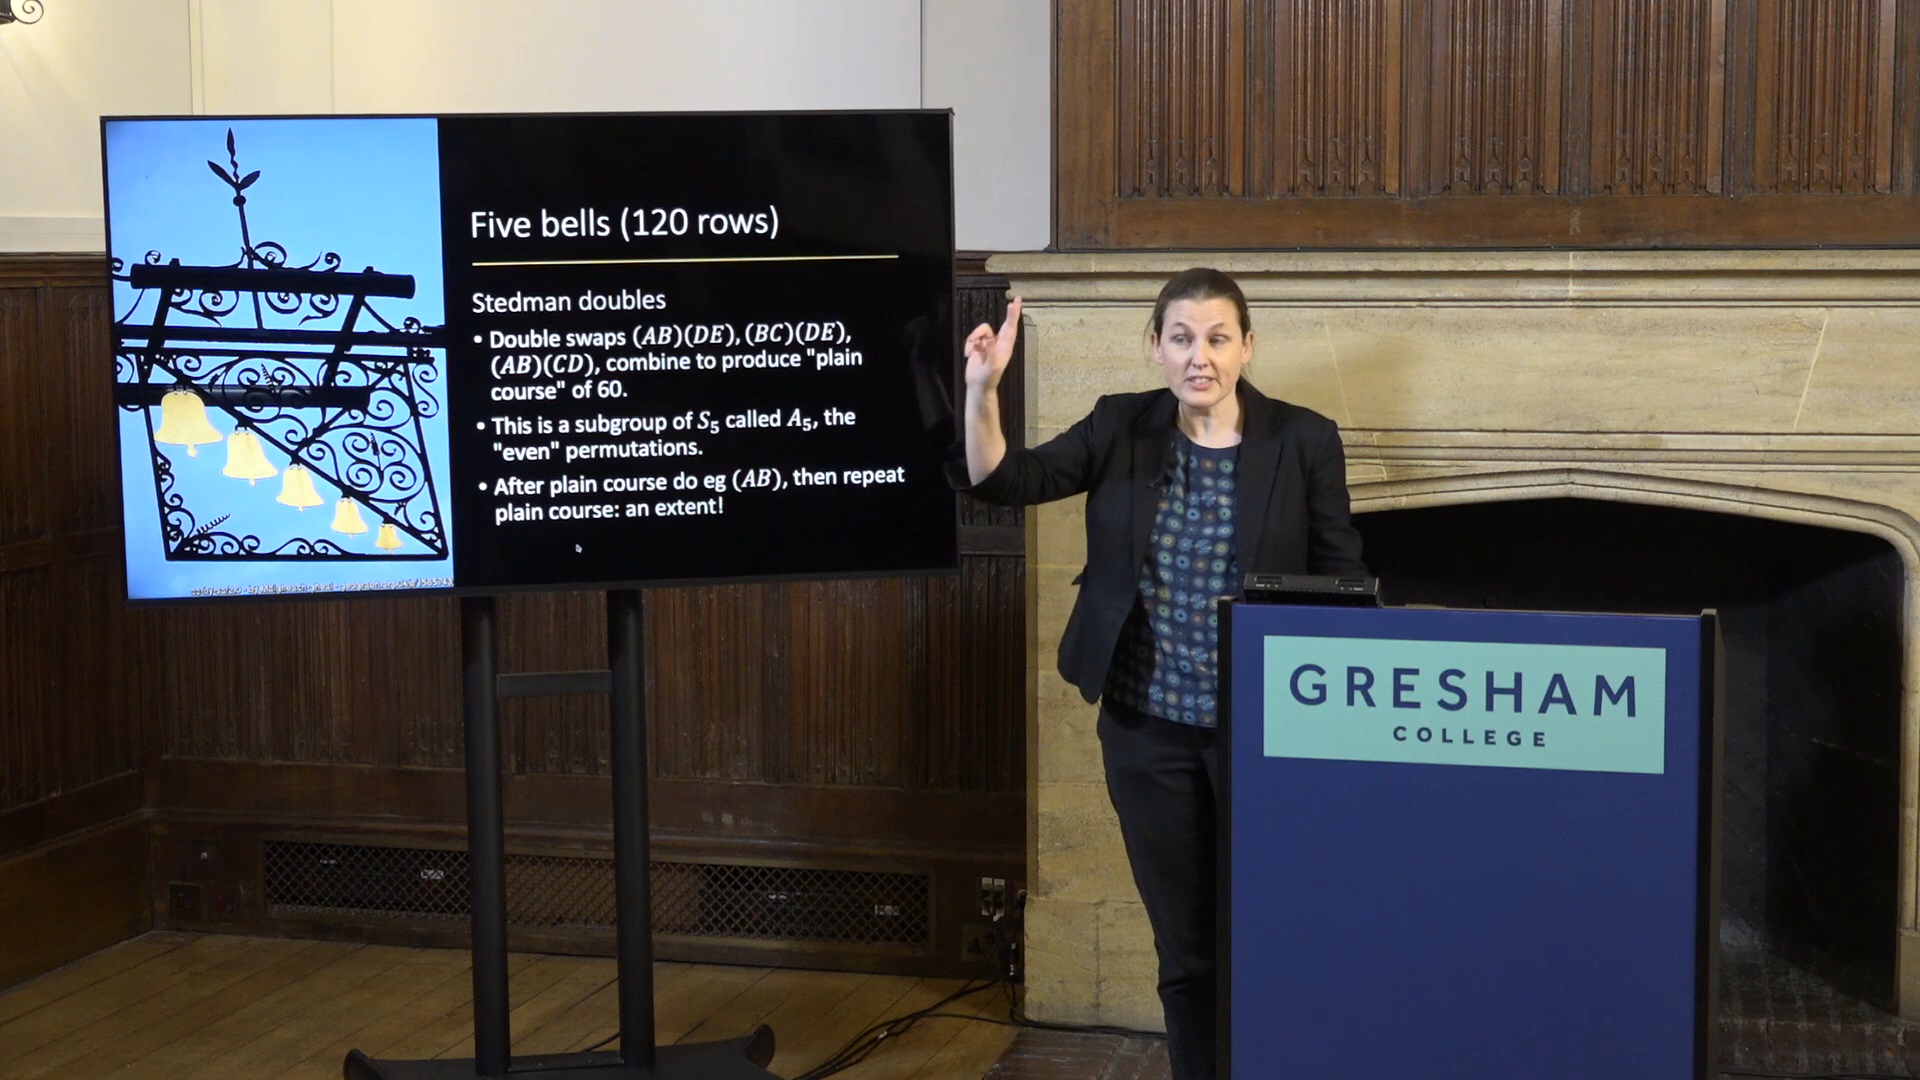 Five bells (120 rows)
Stedman doubles
• Double swaps (AB)(DE), (BC)(DE),
(AB)(CD), combine to produce "plain
course" of 60.
• This is a subgroup of S₅ called A₅, the
"even" permutations.
• After plain course do eg (AB), then repeat
plain course: an extent!
GRESHAM
COLLEGE